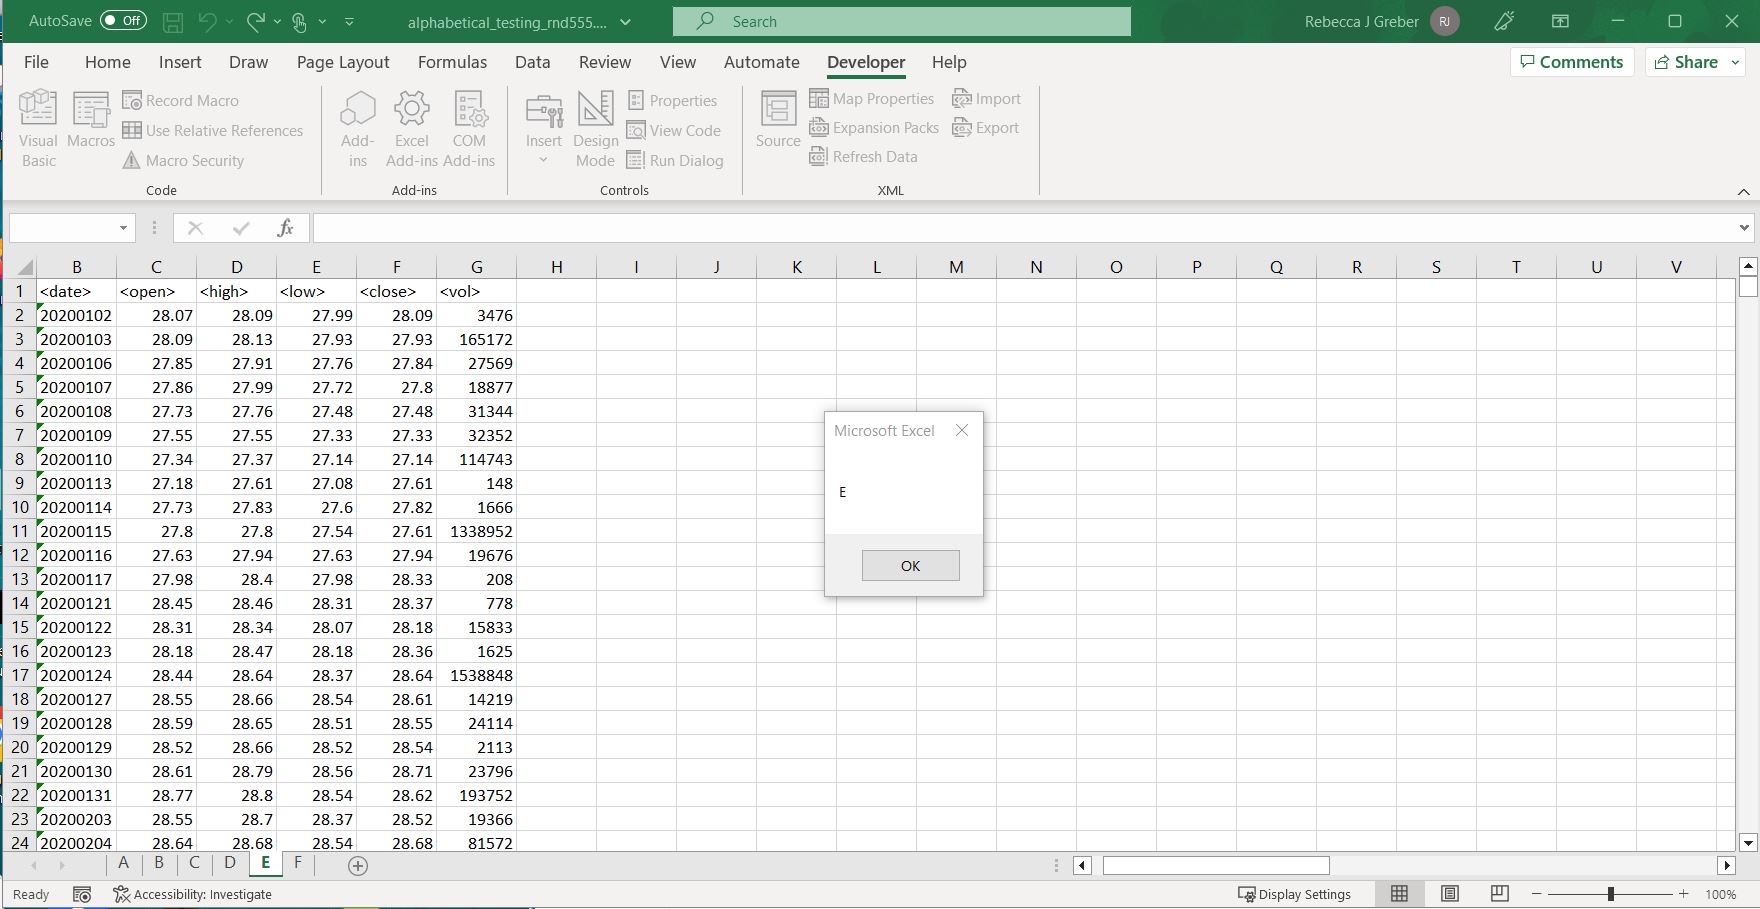 AutoSave Off alphabetical_testing_rnd555.... Search Rebecca J Greber RJ
File Home Insert Draw Page Layout Formulas Data Review View Automate Developer Help Comments Share
Visual Basic
Macros
Record Macro
Use Relative References
Macro Security
Code
Add-ins
Excel Add-ins
COM Add-ins
Add-ins
Insert
Design Mode
Properties
View Code
Run Dialog
Controls
Source
Map Properties
Expansion Packs
Refresh Data
Import
Export
XML
fx
B C D E F G H I J K L M N O P Q R S T U V
1 <date> <open> <high> <low> <close> <vol>
2 20200102 28.07 28.09 27.99 28.09 3476
3 20200103 28.09 28.13 27.93 27.93 165172
4 20200106 27.85 27.91 27.76 27.84 27569
5 20200107 27.86 27.99 27.72 27.8 18877
6 20200108 27.73 27.76 27.48 27.48 31344
7 20200109 27.55 27.55 27.33 27.33 32352
8 20200110 27.34 27.37 27.14 27.14 114743
9 20200113 27.18 27.61 27.08 27.61 148
10 20200114 27.73 27.83 27.6 27.82 1666
11 20200115 27.8 27.8 27.54 27.61 1338952
12 20200116 27.63 27.94 27.63 27.94 19676
13 20200117 27.98 28.4 27.98 28.33 208
14 20200121 28.45 28.46 28.31 28.37 778
15 20200122 28.31 28.34 28.07 28.18 15833
16 20200123 28.18 28.47 28.18 28.36 1625
17 20200124 28.44 28.64 28.37 28.64 1538848
18 20200127 28.55 28.66 28.54 28.61 14219
19 20200128 28.59 28.65 28.51 28.55 24114
20 20200129 28.52 28.66 28.52 28.54 2113
21 20200130 28.61 28.79 28.56 28.71 23796
22 20200131 28.77 28.8 28.54 28.62 193752
23 20200203 28.55 28.7 28.37 28.52 19366
24 20200204 28.64 28.68 28.54 28.68 81572
Microsoft Excel
E
OK
A B C D E F
Ready Accessibility: Investigate Display Settings 100%